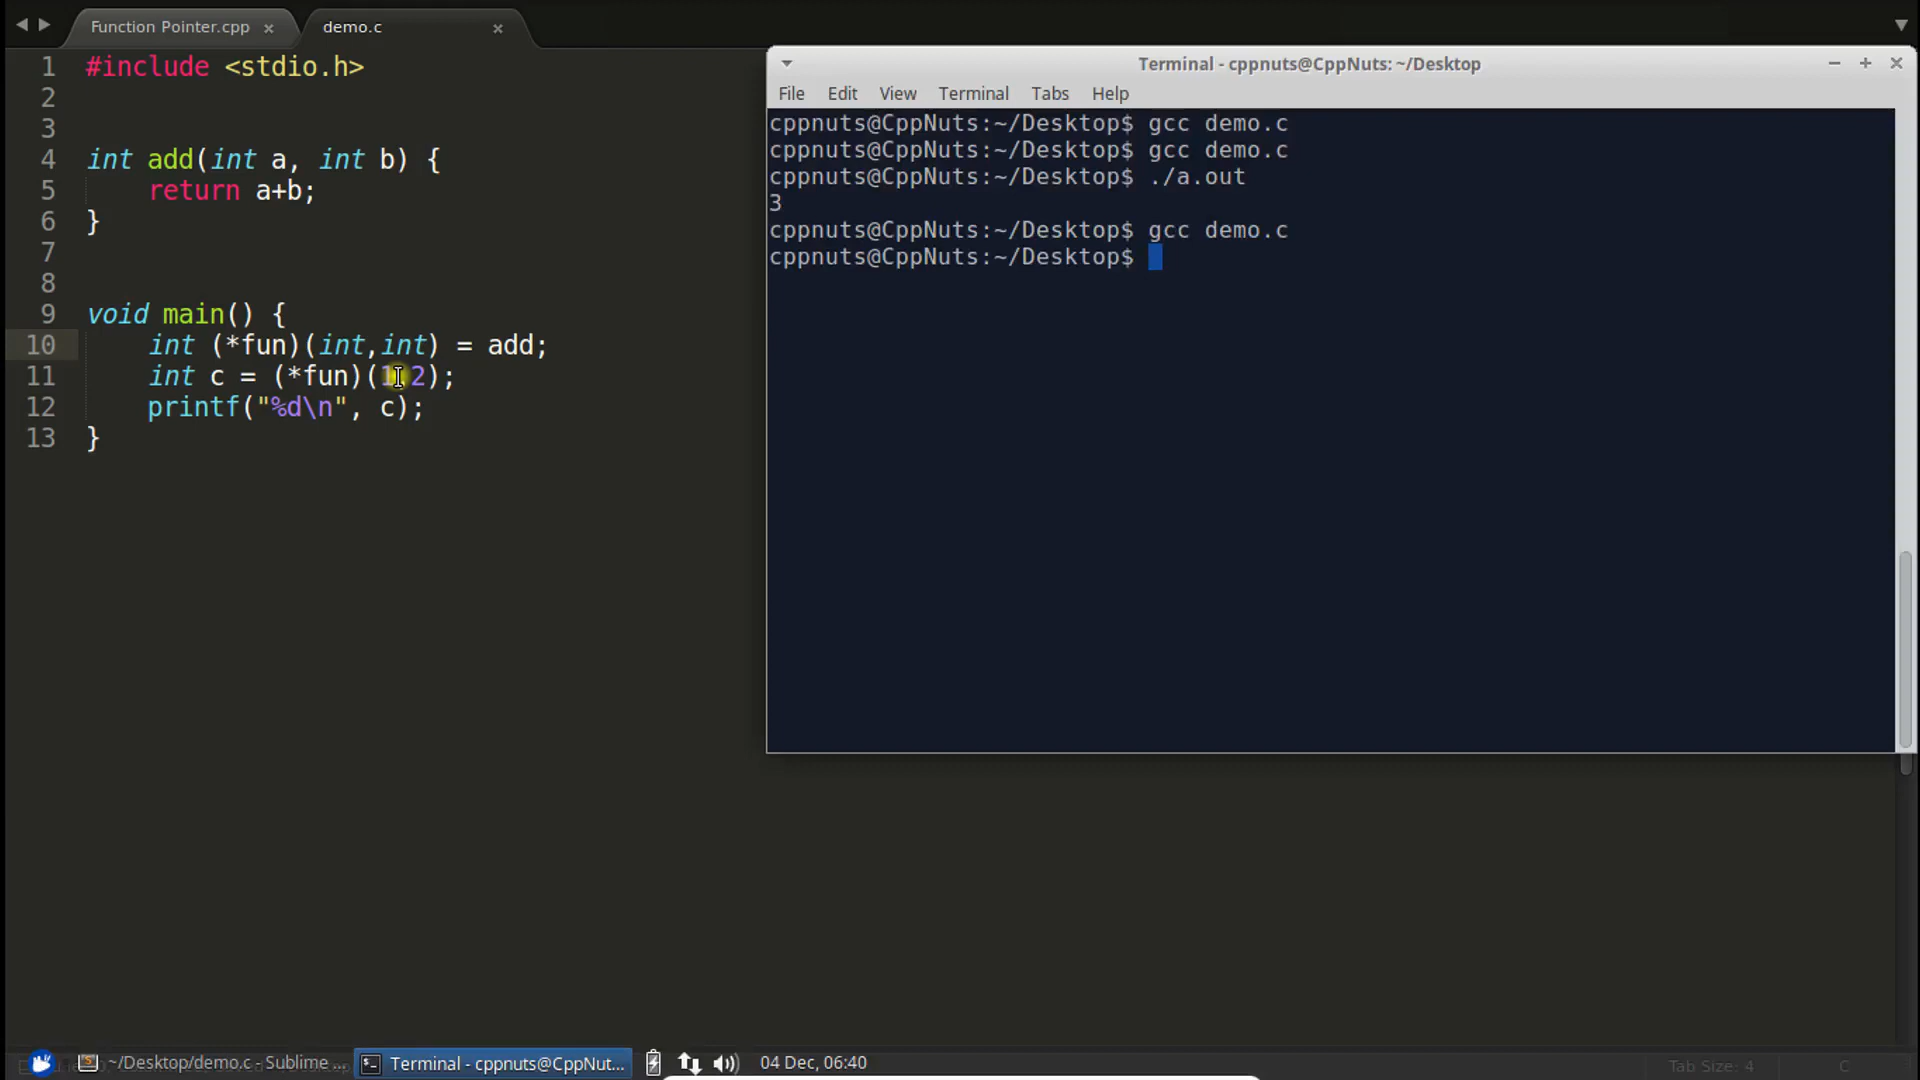 Function Pointer.cpp × demo.c ×
1 #include <stdio.h>
2
3
4 int add(int a, int b) {
5 return a+b;
6 }
7
8
9 void main() {
10 int (*fun)(int,int) = add;
11 int c = (*fun)(1,2);
12 printf("%d\n", c);
13 }
Terminal - cppnuts@CppNuts: ~/Desktop
File Edit View Terminal Tabs Help
cppnuts@CppNuts:~/Desktop$ gcc demo.c
cppnuts@CppNuts:~/Desktop$ gcc demo.c
cppnuts@CppNuts:~/Desktop$ ./a.out
3
cppnuts@CppNuts:~/Desktop$ gcc demo.c
cppnuts@CppNuts:~/Desktop$
~/Desktop/demo.c - Sublime ... Terminal - cppnuts@CppNut... 04 Dec, 06:40 Tab Size: 4 C